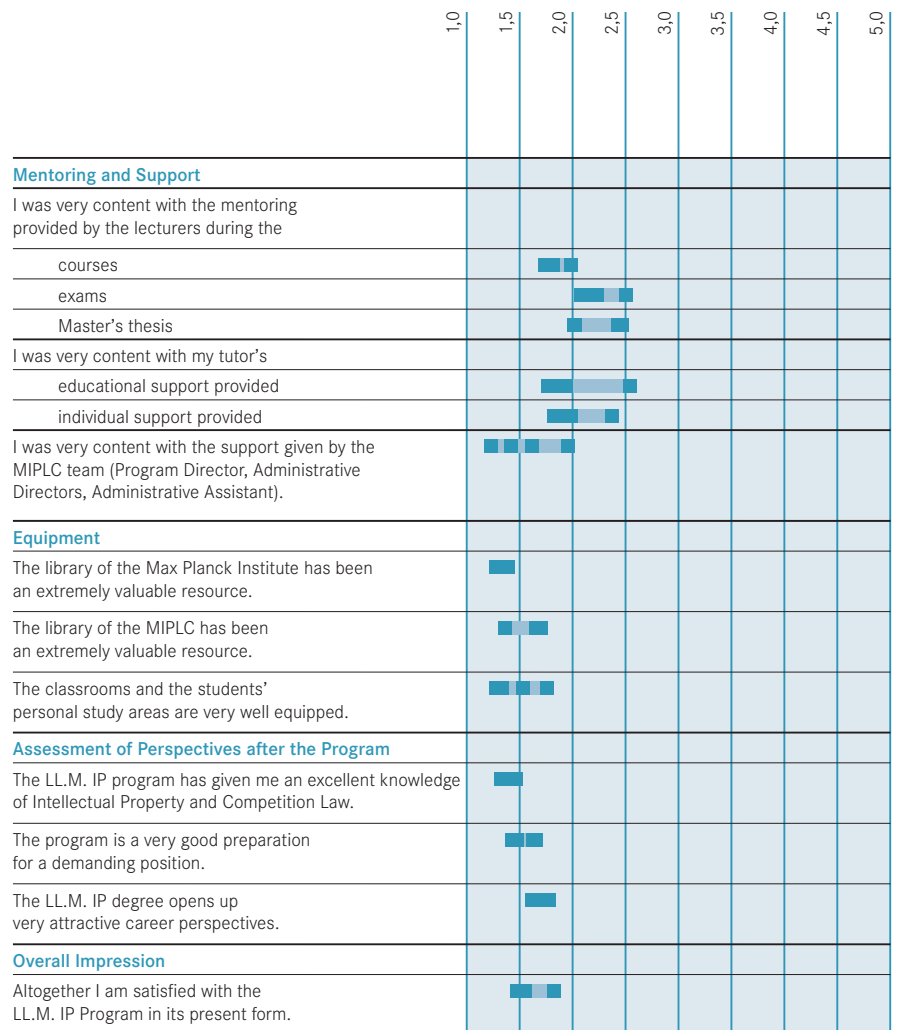 1,0 1,5 2,0 2,5 3,0 3,5 4,0 4,5 5,0
Mentoring and Support
I was very content with the mentoring
provided by the lecturers during the
courses
exams
Master's thesis
I was very content with my tutor's
educational support provided
individual support provided
I was very content with the support given by the
MIPLC team (Program Director, Administrative
Directors, Administrative Assistant).
Equipment
The library of the Max Planck Institute has been
an extremely valuable resource.
The library of the MIPLC has been
an extremely valuable resource.
The classrooms and the students'
personal study areas are very well equipped.
Assessment of Perspectives after the Program
The LL.M. IP program has given me an excellent knowledge
of Intellectual Property and Competition Law.
The program is a very good preparation
for a demanding position.
The LL.M. IP degree opens up
very attractive career perspectives.
Overall Impression
Altogether I am satisfied with the
LL.M. IP Program in its present form.